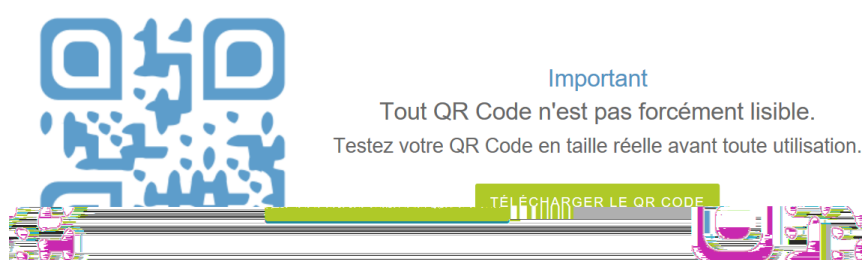 Important
Tout QR Code n'est pas forcément lisible.
Testez votre QR Code en taille réelle avant toute utilisation.
TÉLÉCHARGER LE QR CODE